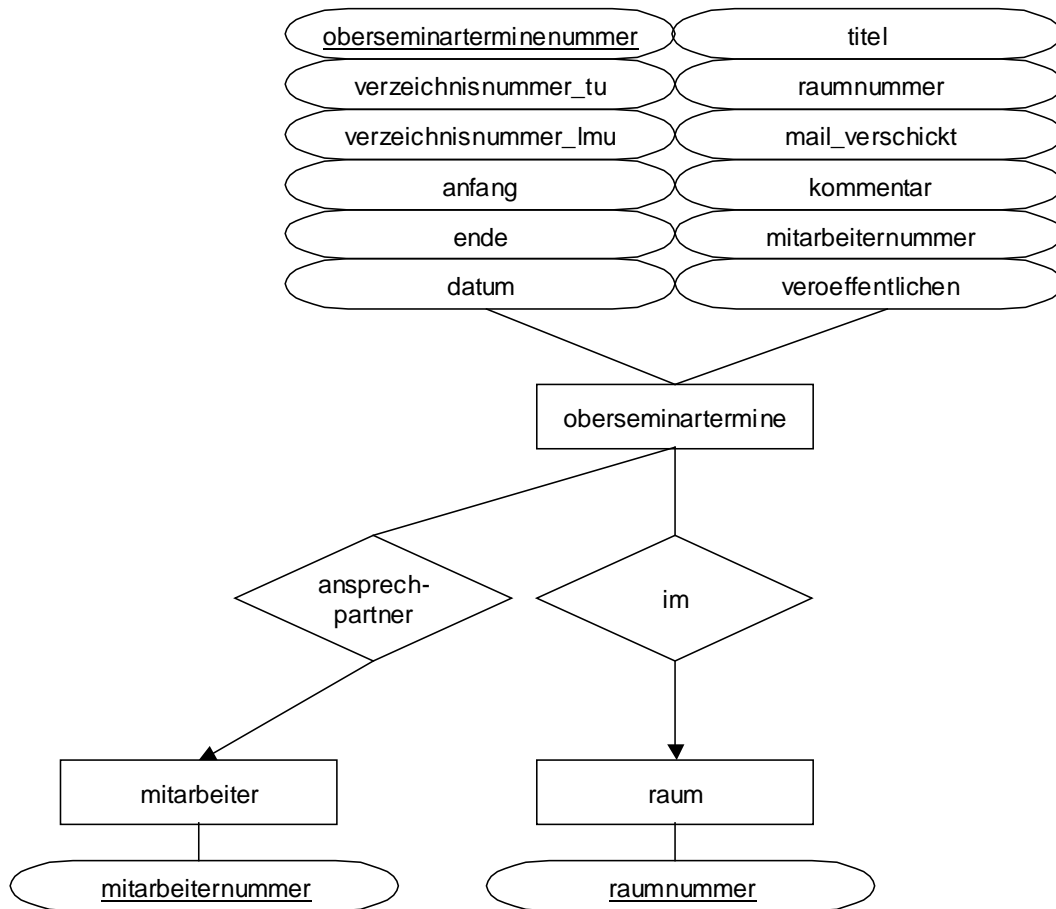 oberseminarterminenummer
titel
verzeichnisnummer_tu
raumnummer
verzeichnisnummer_lmu
mail_verschickt
anfang
kommentar
ende
mitarbeiternummer
datum
veroeffentlichen
oberseminartermine
ansprech-
partner
im
mitarbeiter
raum
mitarbeiternummer
raumnummer